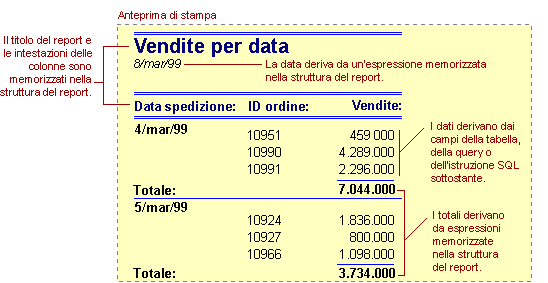 Anteprima di stampa
Il titolo del report e
le intestazioni delle
colonne sono
memorizzati nella
struttura del report.
Vendite per data
8/mar/99
La data deriva da un'espressione memorizzata
nella struttura del report.
Data spedizione: ID ordine: Vendite:
4/mar/99
10951 459.000
10990 4.289.000
10991 2.296.000
Totale: 7.044.000
I dati derivano dai
campi della tabella,
della query o
dell'istruzione SQL
sottostante.
5/mar/99
10924 1.836.000
10927 800.000
10966 1.098.000
Totale: 3.734.000
I totali derivano
da espressioni
memorizzate
nella struttura
del report.